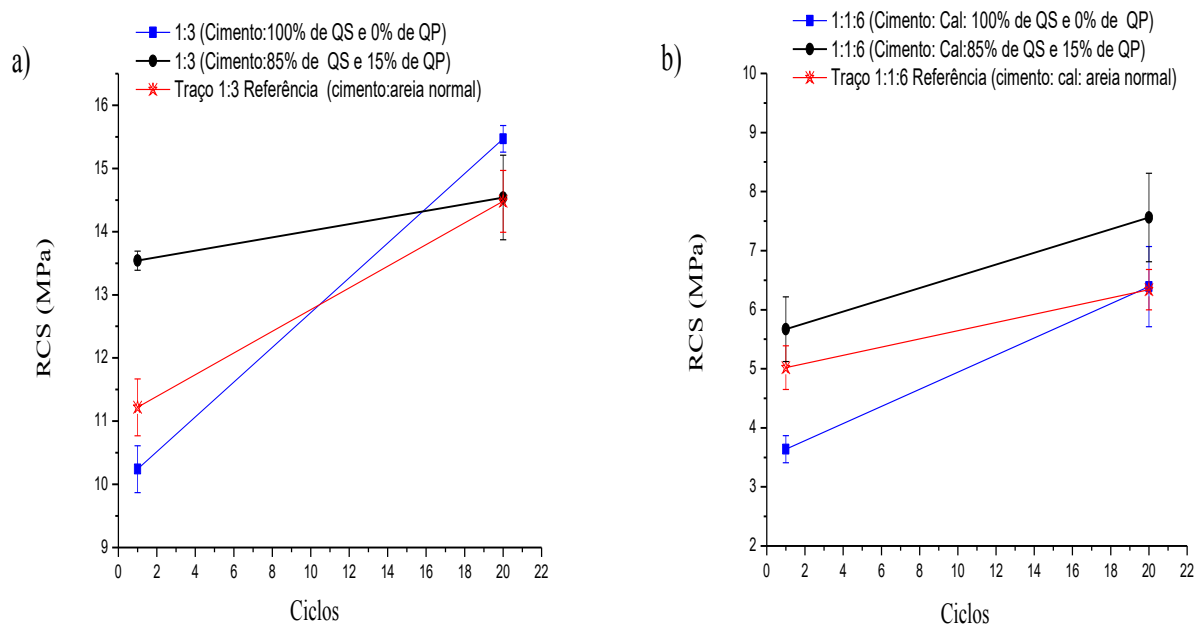 a)
1:3 (Cimento:100% de QS e 0% de QP)
1:3 (Cimento:85% de QS e 15% de QP)
Traço 1:3 Referência (cimento:areia normal)
16
15
14
13
12
11
10
9
RCS (MPa)
0 2 4 6 8 10 12 14 16 18 20 22
Ciclos
b)
1:1:6 (Cimento: Cal: 100% de QS e 0% de QP)
1:1:6 (Cimento: Cal:85% de QS e 15% de QP)
Traço 1:1:6 Referência (cimento: cal: areia normal)
10
9
8
7
6
5
4
3
2
RCS (MPa)
0 2 4 6 8 10 12 14 16 18 20 22
Ciclos